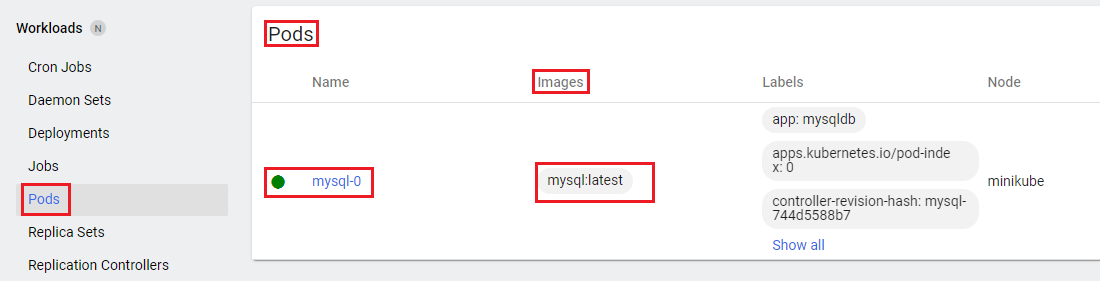 Workloads N
Cron Jobs
Daemon Sets
Deployments
Jobs
Pods
Replica Sets
Replication Controllers
Pods
Name Images Labels Node
mysql-0 mysql:latest
app: mysqldb
apps.kubernetes.io/pod-inde
x: 0
controller-revision-hash: mysql-
744d5588b7
Show all
minikube